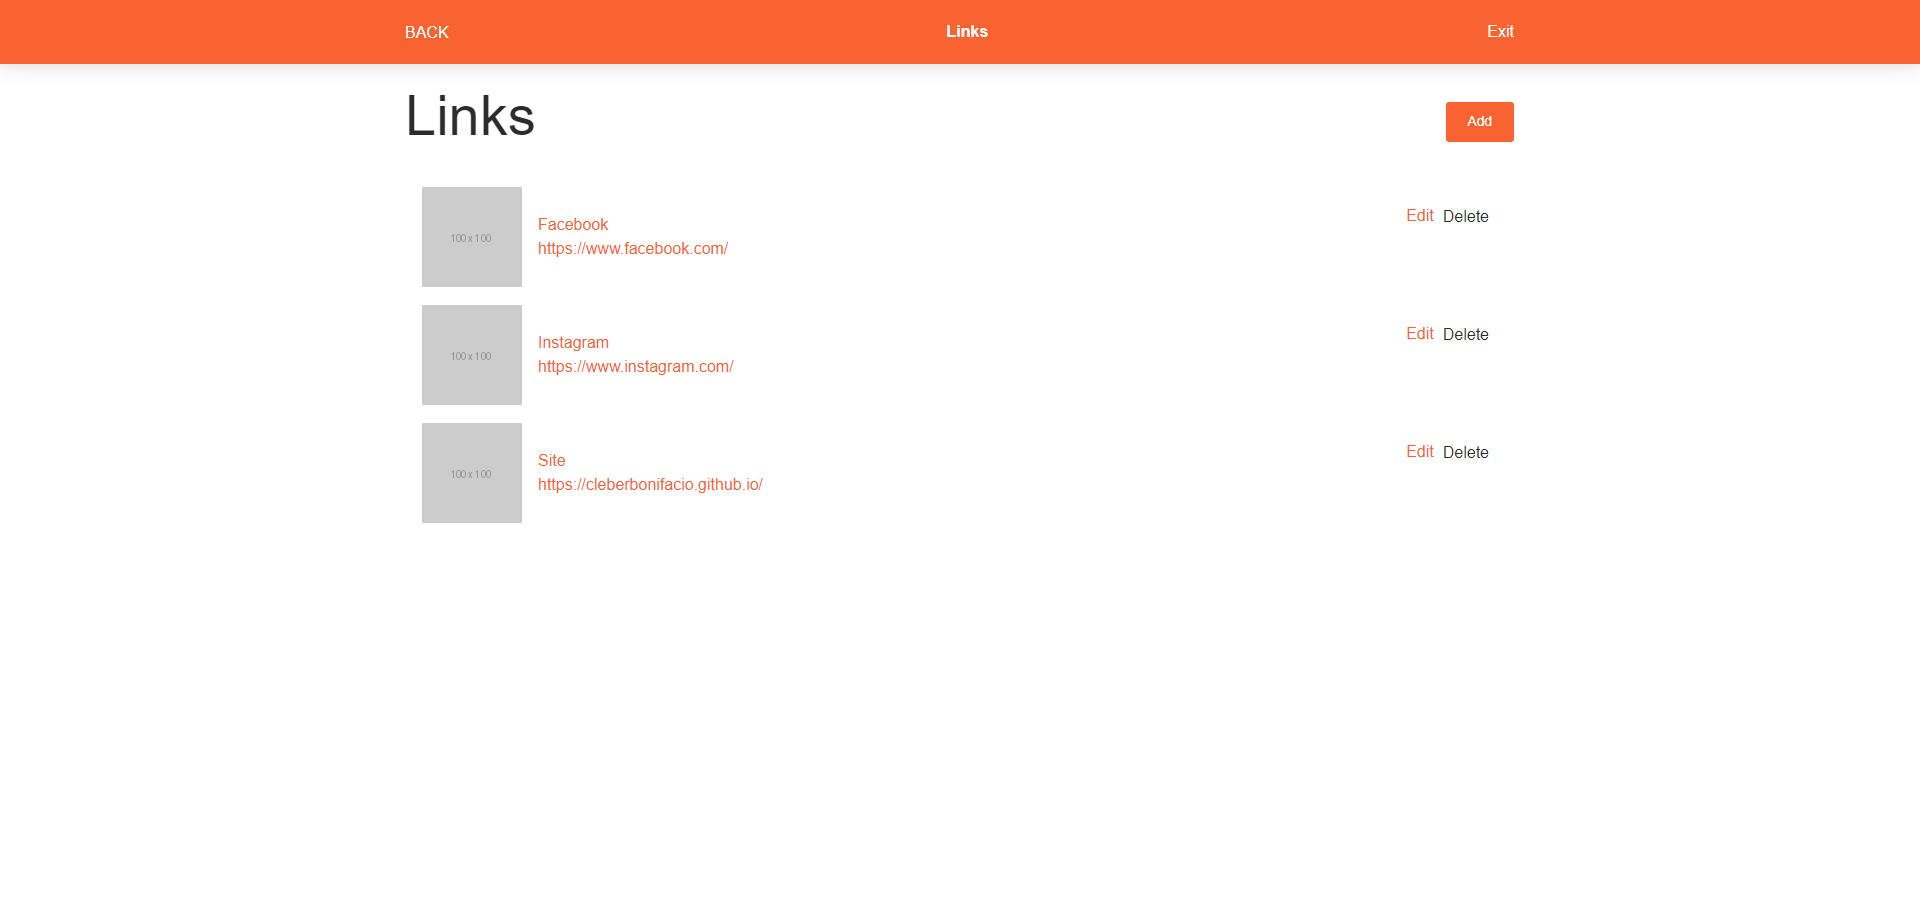 BACK Links Exit
Links
Add
100 x 100
Facebook
https://www.facebook.com/
Edit Delete
100 x 100
Instagram
https://www.instagram.com/
Edit Delete
100 x 100
Site
https://cleberbonifacio.github.io/
Edit Delete